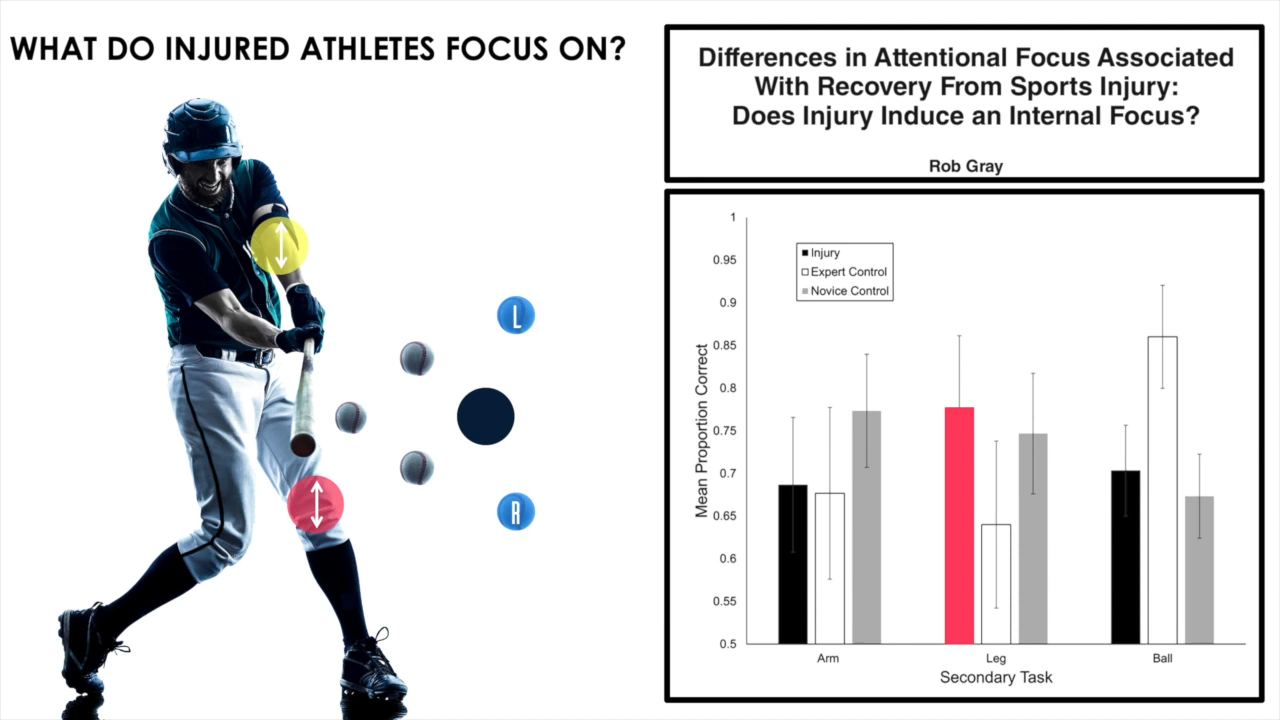 WHAT DO INJURED ATHLETES FOCUS ON?
L
R
Differences in Attentional Focus Associated
With Recovery From Sports Injury:
Does Injury Induce an Internal Focus?
Rob Gray
1
0.95
0.9
0.85
0.8
0.75
0.7
0.65
0.6
0.55
0.5
Mean Proportion Correct
Injury
Expert Control
Novice Control
Arm
Leg
Ball
Secondary Task